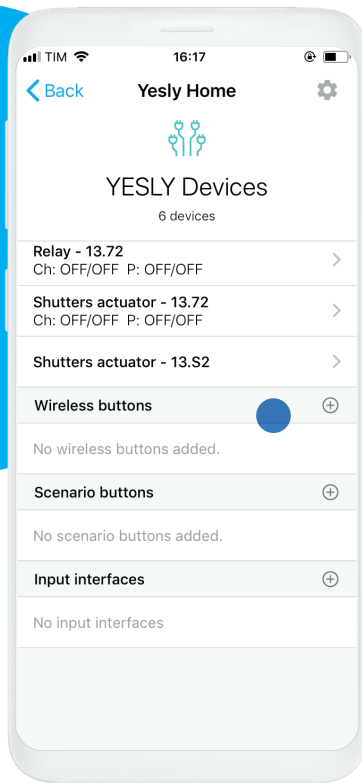 TIM
16:17
Back
Yesly Home
YESLY Devices
6 devices
Relay - 13.72
Ch: OFF/OFF P: OFF/OFF
Shutters actuator - 13.72
Ch: OFF/OFF P: OFF/OFF
Shutters actuator - 13.S2
Wireless buttons
No wireless buttons added.
Scenario buttons
No scenario buttons added.
Input interfaces
No input interfaces